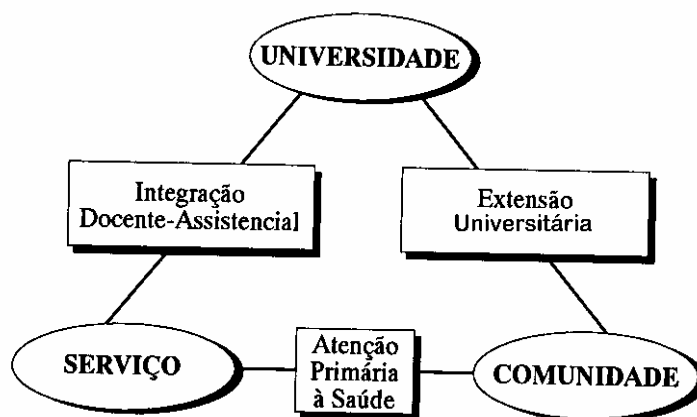 UNIVERSIDADE
Integração
Docente-Assistencial
Extensão
Universitária
SERVIÇO
Atenção
Primária
à Saúde
COMUNIDADE